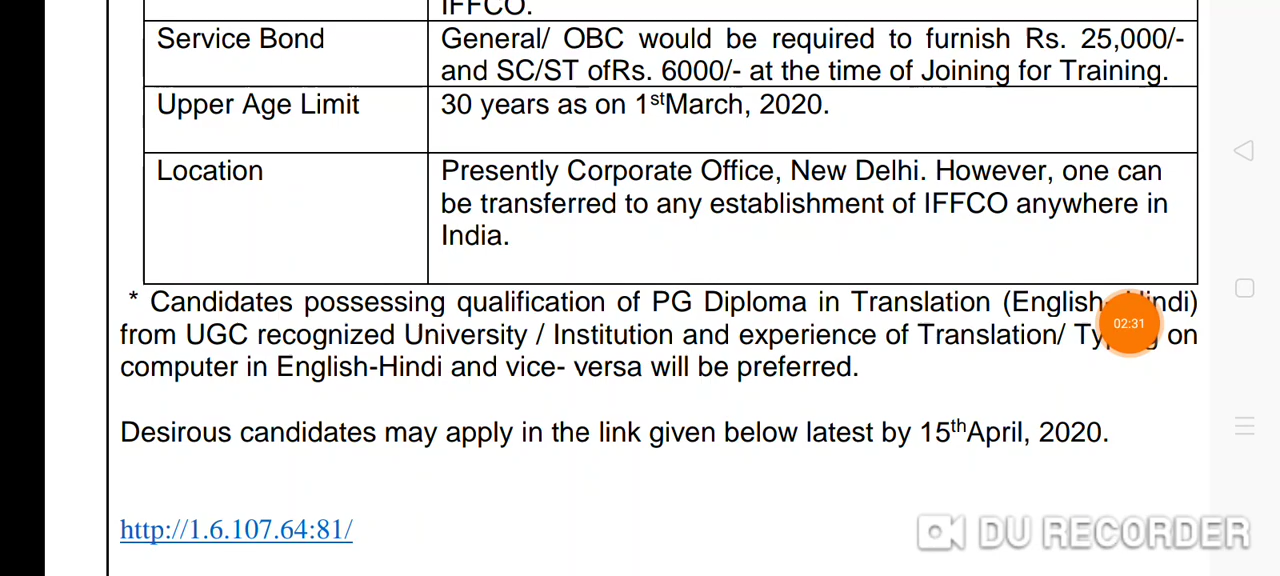 IFFCO.
Service Bond
General/ OBC would be required to furnish Rs. 25,000/-
and SC/ST ofRs. 6000/- at the time of Joining for Training.
Upper Age Limit
30 years as on 1stMarch, 2020.
Location
Presently Corporate Office, New Delhi. However, one can
be transferred to any establishment of IFFCO anywhere in
India.
* Candidates possessing qualification of PG Diploma in Translation (English-Hindi)
02:31
from UGC recognized University / Institution and experience of Translation/ Typing on
computer in English-Hindi and vice- versa will be preferred.
Desirous candidates may apply in the link given below latest by 15thApril, 2020.
http://1.6.107.64:81/
DU RECORDER